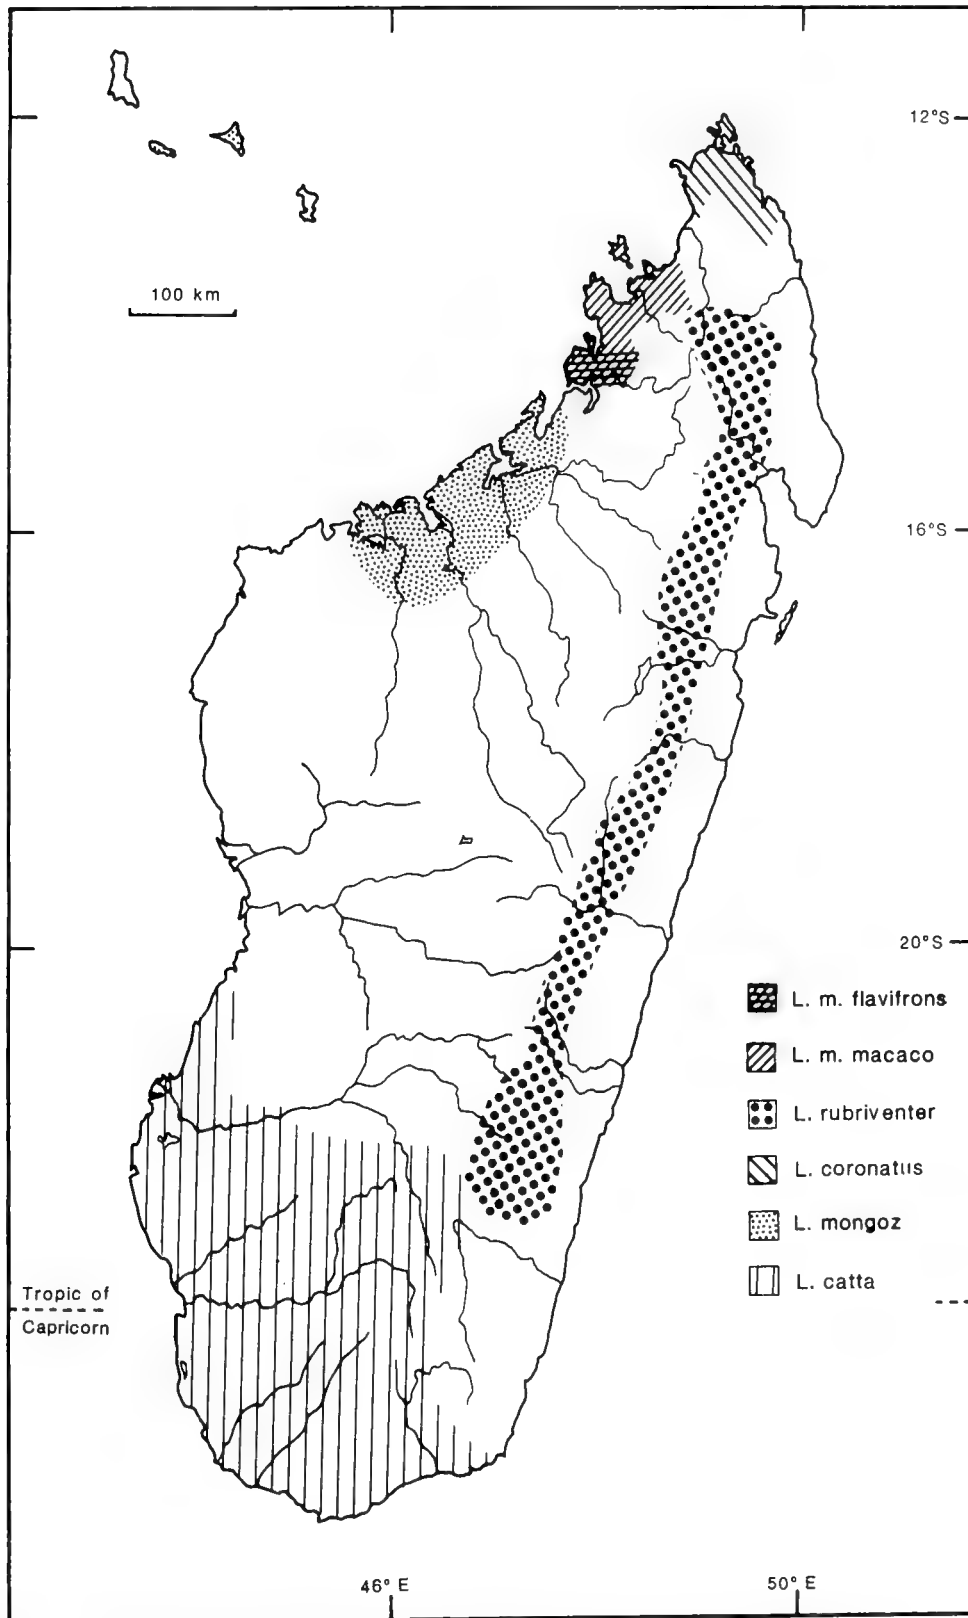 12°S
100 km
16°S
20°S
L. m. flavifrons
L. m. macaco
L. rubriventer
L. coronatus
L. mongoz
L. catta
Tropic of
Capricorn
46° E
50° E